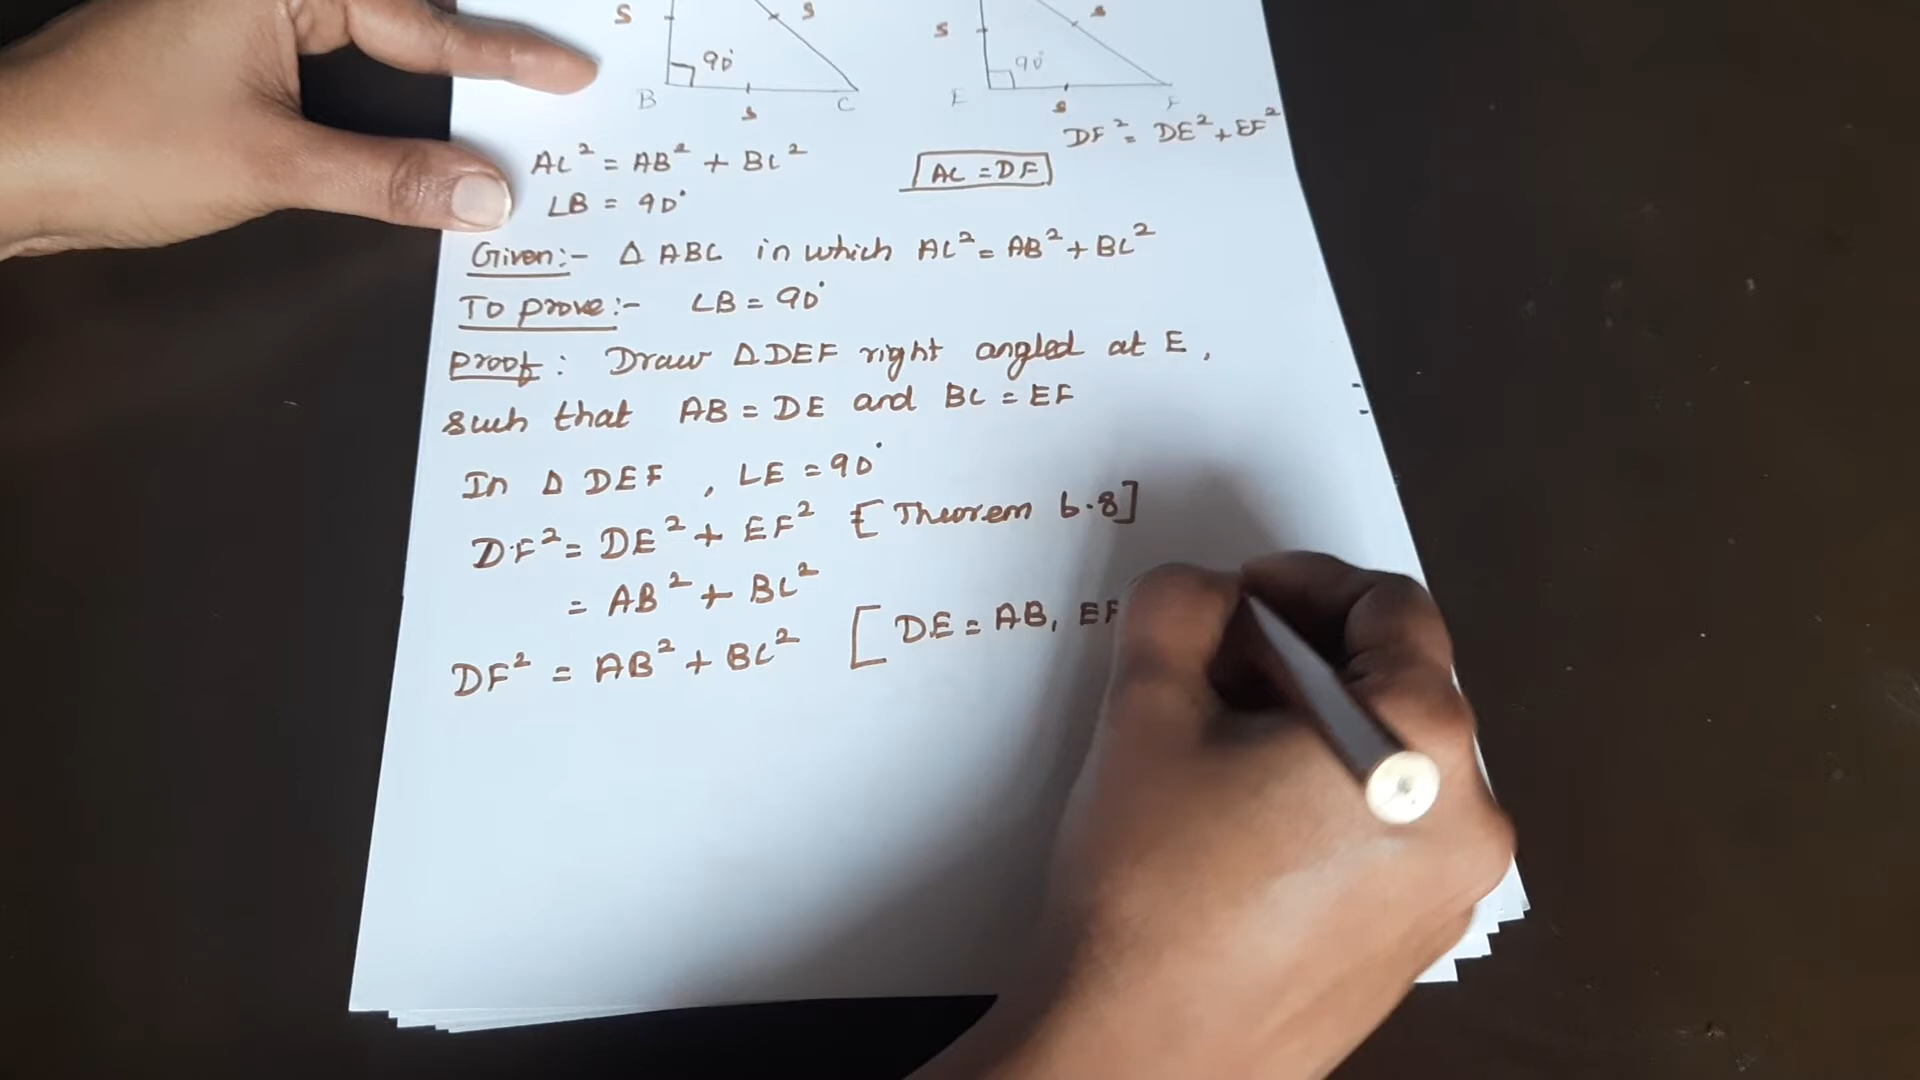 S S S S
90° 90°
B S C E S F
DF² = DE² + EF²
AC² = AB² + BC²
AC = DF
∠B = 90°
Given:- Δ ABC in which AC² = AB² + BC²
To prove:- ∠B = 90°
Proof: Draw Δ DEF right angled at E,
such that AB = DE and BC = EF
In Δ DEF, ∠E = 90°
DF² = DE² + EF² [Theorem 6.8]
= AB² + BC²
DF² = AB² + BC² [DE = AB, EF